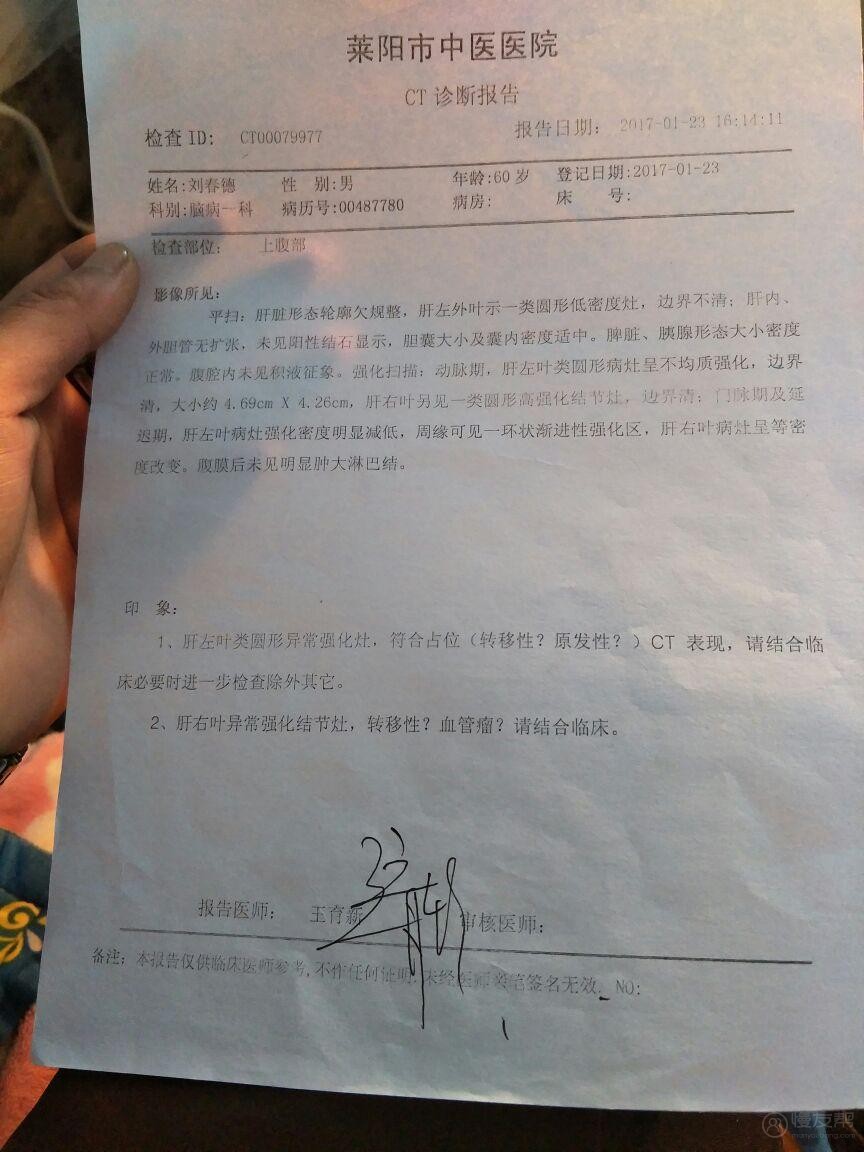 莱阳市中医医院
CT 诊断报告
检查 ID: CT00079977 报告日期: 2017-01-23 16:14:11
姓名:刘春德 性 别:男 年龄:60 岁 登记日期:2017-01-23
科别:脑病一科 病历号:00487780 病房: 床 号:
检查部位: 上腹部
影像所见:
平扫：肝脏形态轮廓欠规整，肝左外叶示一类圆形低密度灶，边界不清；肝内、
外胆管无扩张，未见阳性结石显示，胆囊大小及囊内密度适中。脾脏、胰腺形态大小密度
正常。腹腔内未见积液征象。强化扫描：动脉期，肝左叶类圆形病灶呈不均质强化，边界
清，大小约 4.69cm X 4.26cm，肝右叶另见一类圆形高强化结节灶，边界清；门脉期及延
迟期，肝左叶病灶强化密度明显减低，周缘可见一环状渐进性强化区，肝右叶病灶呈等密
度改变。腹膜后未见明显肿大淋巴结。
印 象：
1、肝左叶类圆形异常强化灶，符合占位（转移性？原发性？）CT 表现，请结合临
床必要时进一步检查除外其它。
2、肝右叶异常强化结节灶，转移性？血管瘤？请结合临床。
报告医师： 王育新 审核医师：
备注：本报告仅供临床医师参考,不作任何证明.未经医师亲笔签名无效. NO:
慢友帮